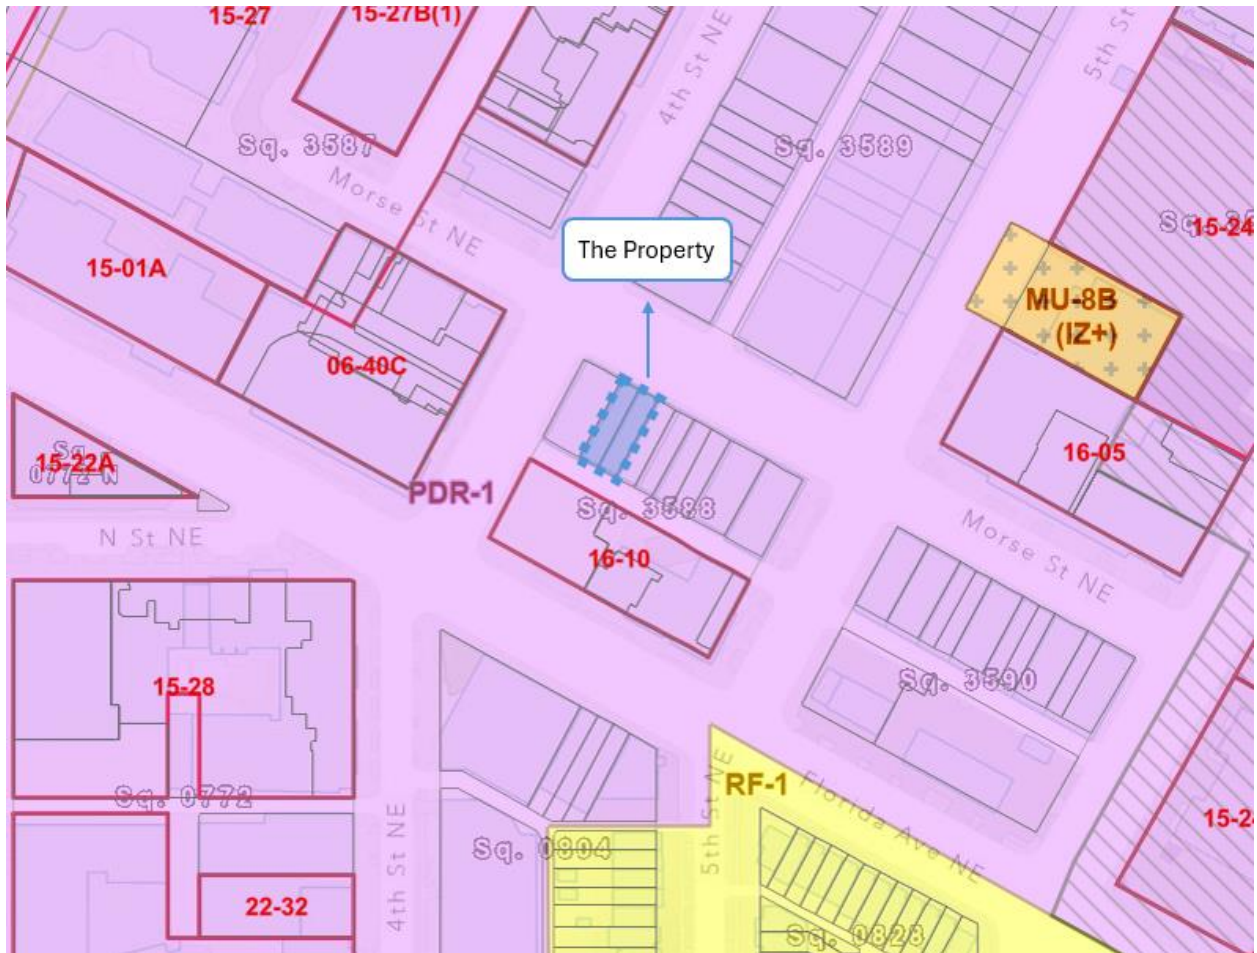 15-27
15-27B(1)
4th St NE
5th St
Sq. 3587
Sq. 3589
Morse St NE
15-24
The Property
15-01A
MU-8B
(IZ+)
06-40C
15-22A
0772-N
PDR-1
16-05
Sq. 3588
N St NE
16-10
Morse St NE
Sq. 3590
15-28
Sq. 0772
RF-1
Florida Ave NE
5th St NE
4th St NE
Sq. 0804
15-2
22-32
Sq. 0828